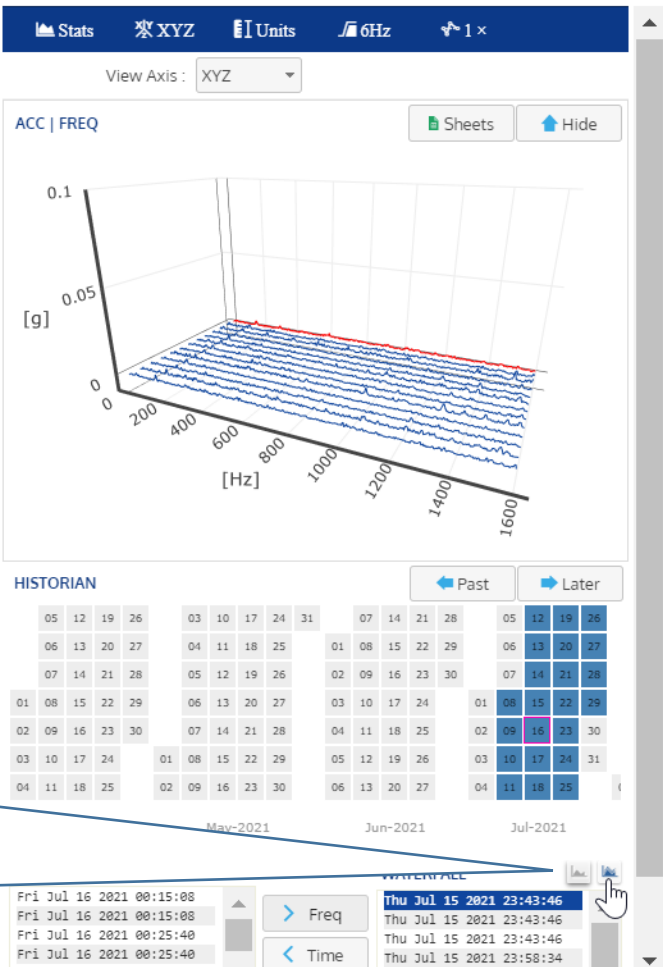 Stats XYZ Units 6Hz 1 ×
View Axis : XYZ
ACC | FREQ Sheets Hide
0.1
0.05
[g]
0
0 200 400 600 800 1000 1200 1400 1600
[Hz]
HISTORIAN Past Later
05 12 19 26 03 10 17 24 31 07 14 21 28 05 12 19 26
06 13 20 27 04 11 18 25 01 08 15 22 29 06 13 20 27
07 14 21 28 05 12 19 26 02 09 16 23 30 07 14 21 28
01 08 15 22 29 06 13 20 27 03 10 17 24 01 08 15 22 29
02 09 16 23 30 07 14 21 28 04 11 18 25 02 09 16 23 30
03 10 17 24 01 08 15 22 29 05 12 19 26 03 10 17 24 31
04 11 18 25 02 09 16 23 30 06 13 20 27 04 11 18 25
May-2021 Jun-2021 Jul-2021
WATERFALL
Fri Jul 16 2021 00:15:08
Fri Jul 16 2021 00:15:08
Fri Jul 16 2021 00:25:40
Fri Jul 16 2021 00:25:40
Freq
Time
Thu Jul 15 2021 23:43:46
Thu Jul 15 2021 23:43:46
Thu Jul 15 2021 23:43:46
Thu Jul 15 2021 23:58:34